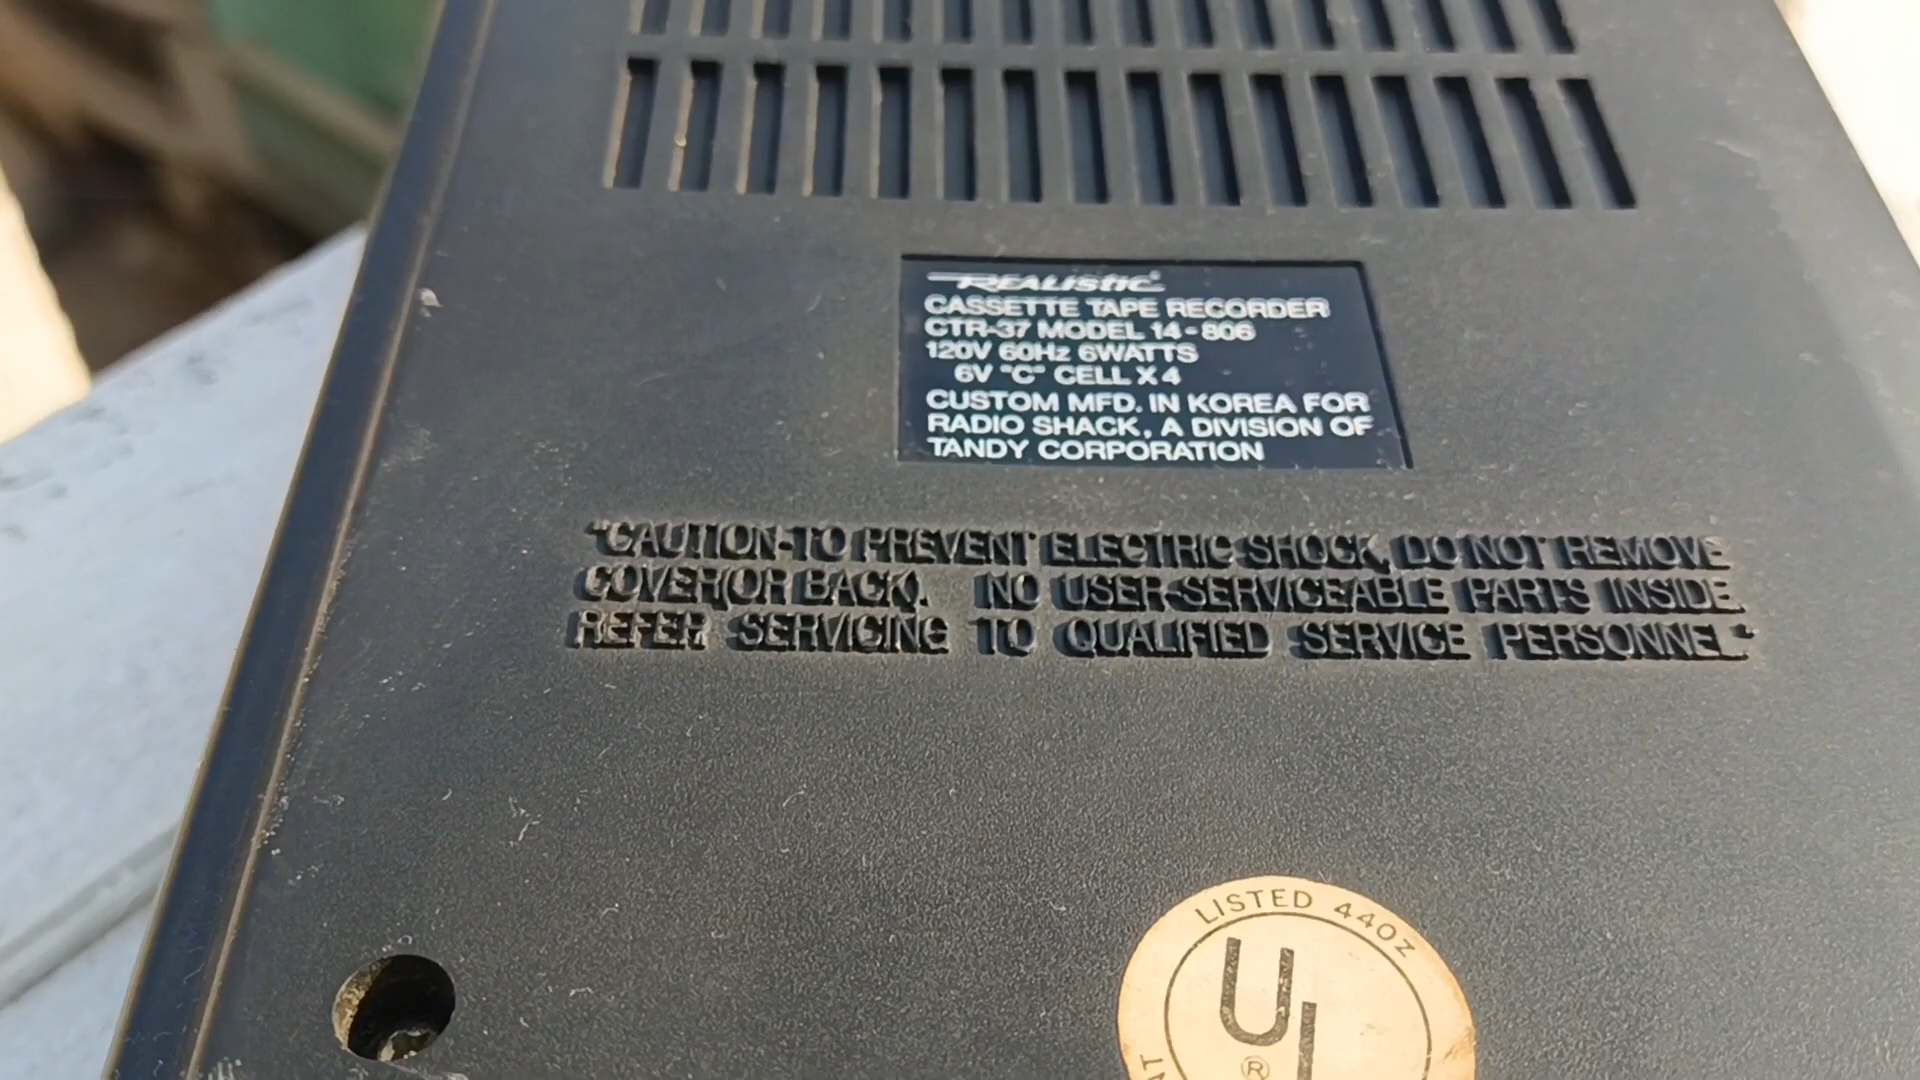 REALISTIC®
CASSETTE TAPE RECORDER
CTR-37 MODEL 14-806
120V 60Hz 6WATTS
6V "C" CELL X 4
CUSTOM MFD. IN KOREA FOR
RADIO SHACK, A DIVISION OF
TANDY CORPORATION
"CAUTION-TO PREVENT ELECTRIC SHOCK, DO NOT REMOVE
COVER(OR BACK). NO USER-SERVICEABLE PARTS INSIDE.
REFER SERVICING TO QUALIFIED SERVICE PERSONNEL"
LISTED 440Z
UL
®